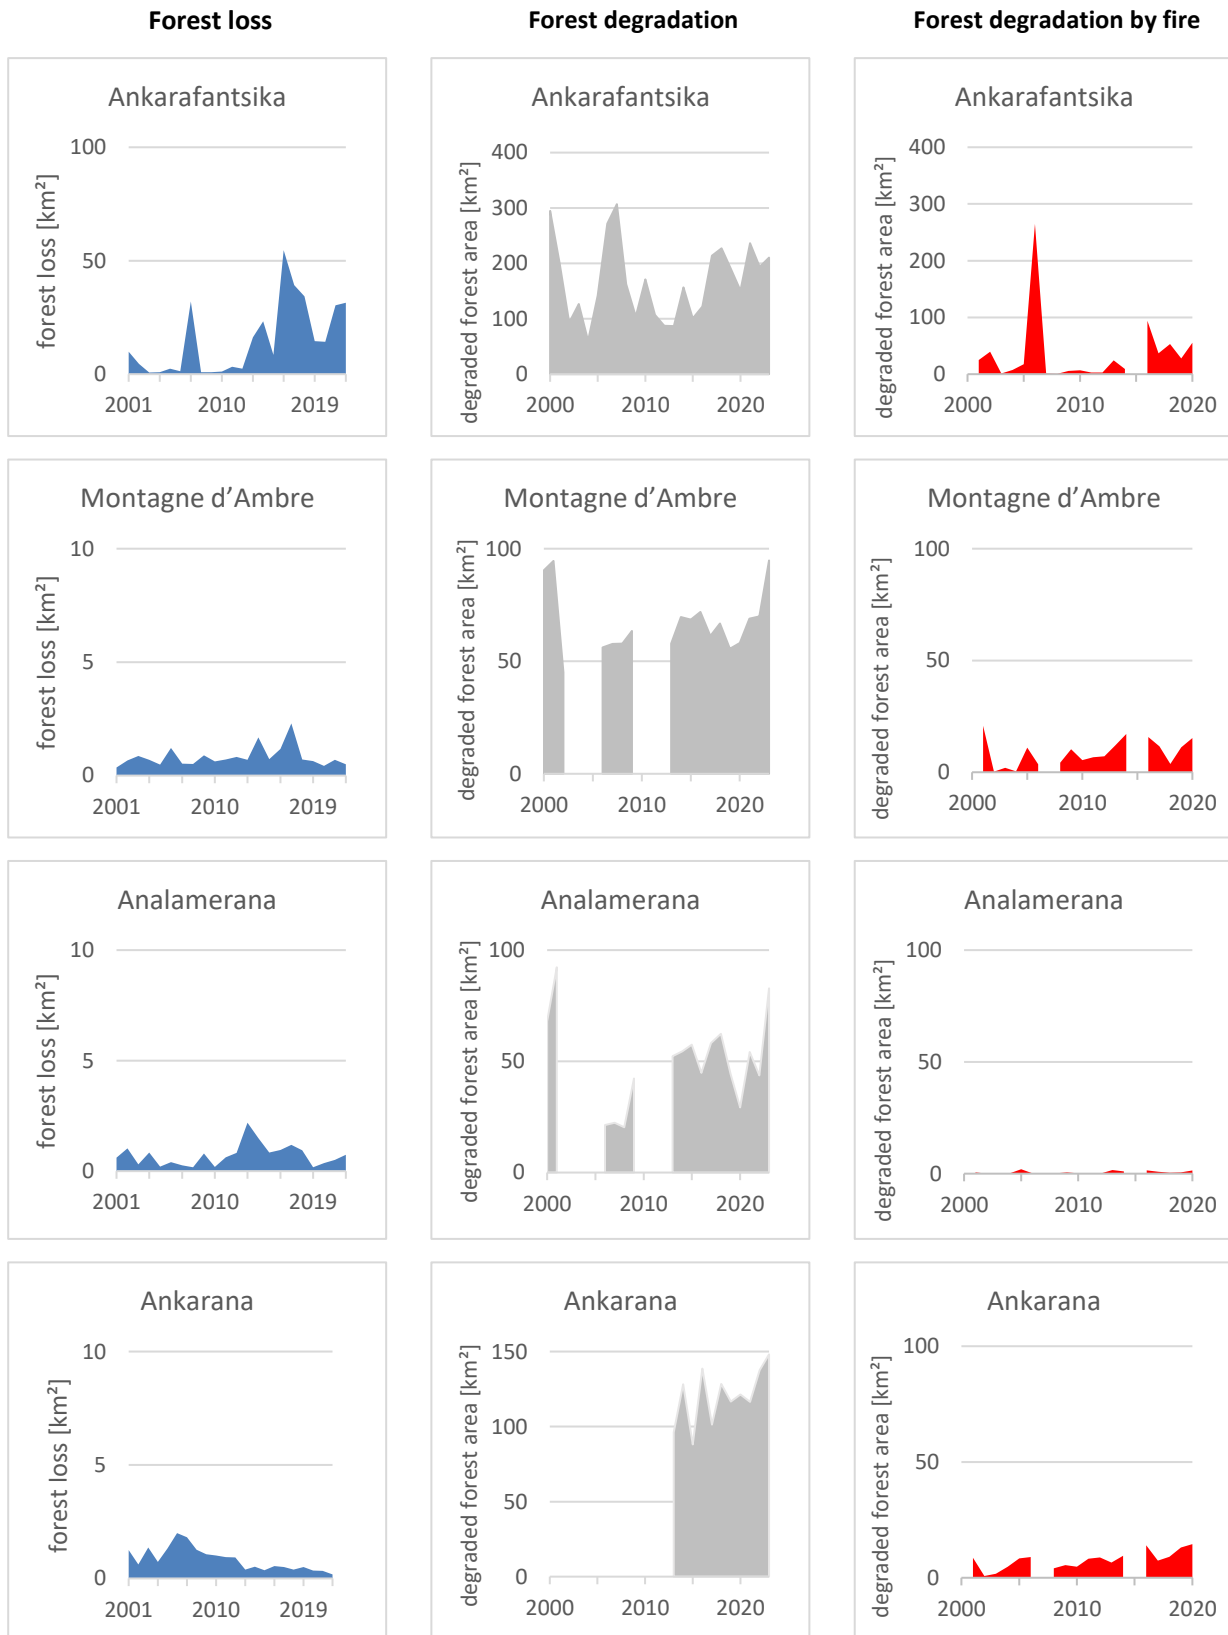 Forest loss
Forest degradation
Forest degradation by fire
Ankarafantsika
forest loss [km²]
100
50
0
2001
2010
2019
Ankarafantsika
degraded forest area [km²]
400
300
200
100
0
2000
2010
2020
Ankarafantsika
degraded forest area [km²]
400
300
200
100
0
2000
2010
2020
Montagne d’Ambre
forest loss [km²]
10
5
0
2001
2010
2019
Montagne d’Ambre
degraded forest area [km²]
100
50
0
2000
2010
2020
Montagne d’Ambre
degraded forest area [km²]
100
50
0
2000
2010
2020
Analamerana
forest loss [km²]
10
5
0
2001
2010
2019
Analamerana
degraded forest area [km²]
100
50
0
2000
2010
2020
Analamerana
degraded forest area [km²]
100
50
0
2000
2010
2020
Ankarana
forest loss [km²]
10
5
0
2001
2010
2019
Ankarana
degraded forest area [km²]
150
100
50
0
2000
2010
2020
Ankarana
degraded forest area [km²]
100
50
0
2000
2010
2020